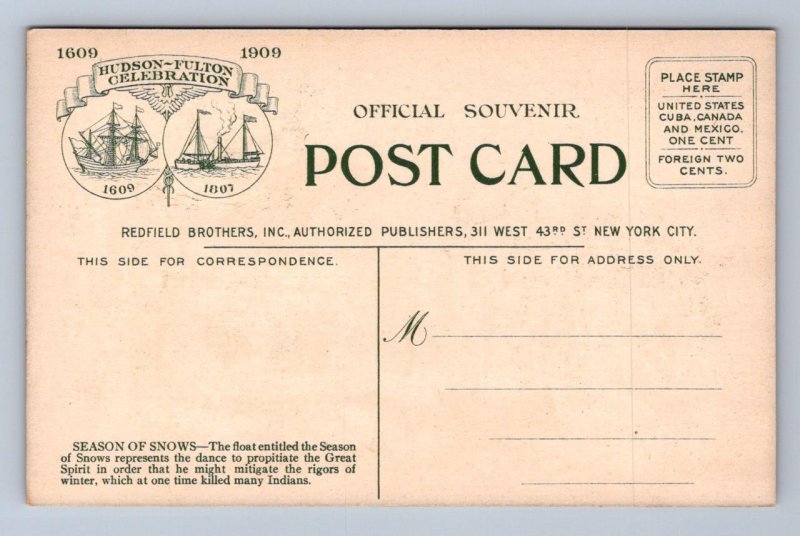 1609 1909
HUDSON-FULTON
CELEBRATION
1609
1807
OFFICIAL SOUVENIR
POST CARD
PLACE STAMP
HERE
UNITED STATES
CUBA, CANADA
AND MEXICO.
ONE CENT
FOREIGN TWO
CENTS.
REDFIELD BROTHERS, INC., AUTHORIZED PUBLISHERS, 311 WEST 43RD ST NEW YORK CITY.
THIS SIDE FOR CORRESPONDENCE.
THIS SIDE FOR ADDRESS ONLY.
M
SEASON OF SNOWS—The float entitled the Season
of Snows represents the dance to propitiate the Great
Spirit in order that he might mitigate the rigors of
winter, which at one time killed many Indians.